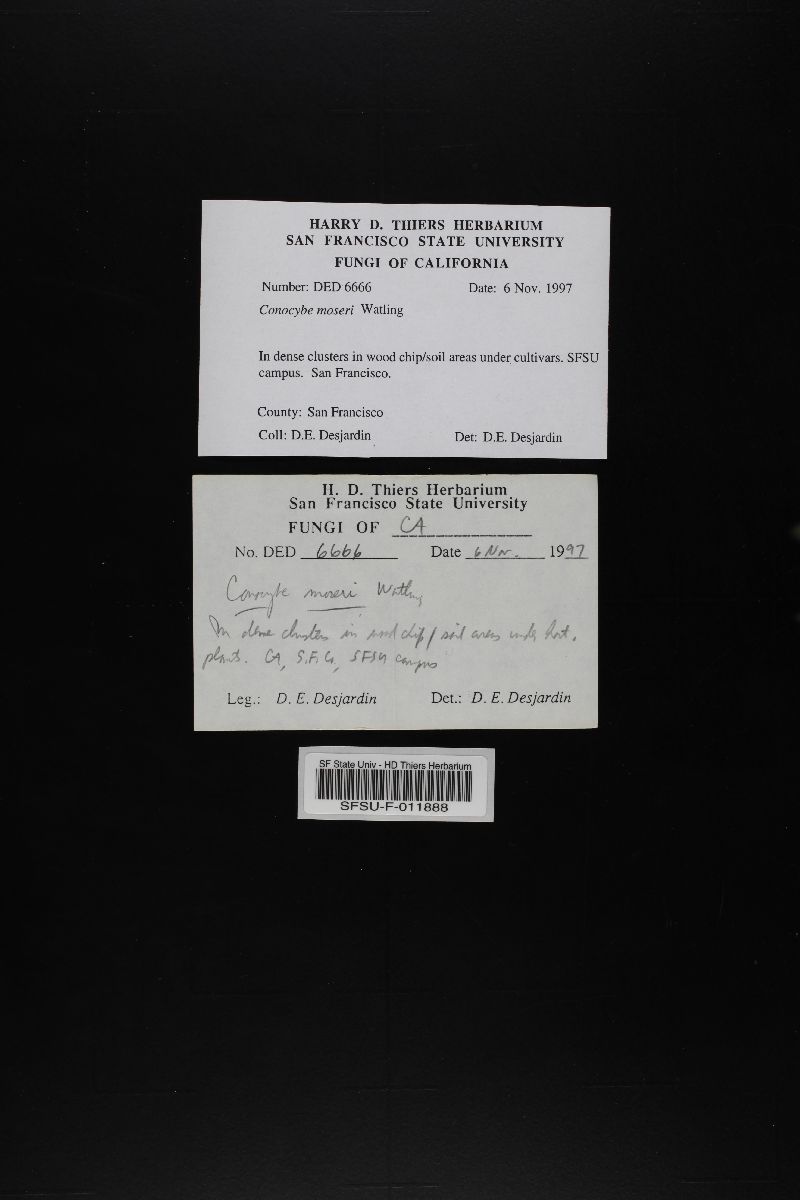 HARRY D. THIERS HERBARIUM
SAN FRANCISCO STATE UNIVERSITY
FUNGI OF CALIFORNIA
Number: DED 6666 Date: 6 Nov. 1997
Conocybe moseri Watling
In dense clusters in wood chip/soil areas under cultivars. SFSU
campus. San Francisco.
County: San Francisco
Coll: D.E. Desjardin Det: D.E. Desjardin
H. D. Thiers Herbarium
San Francisco State University
FUNGI OF CA
No. DED 6666 Date 6 Nov. 1997
Conocybe moseri Watling
In dense clusters in wood chip/soil areas under hort.
plants. CA, S.F. Co, SFSU campus
Leg.: D. E. Desjardin Det.: D. E. Desjardin
SF State Univ - HD Thiers Herbarium
SFSU-F-011888